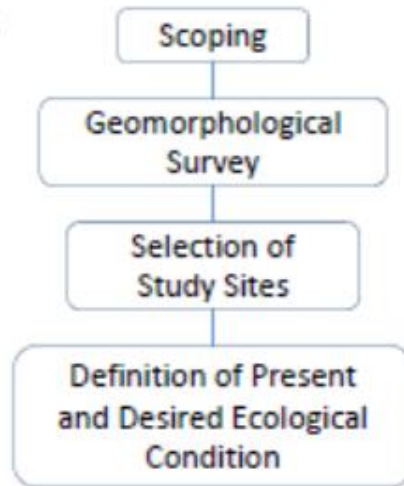 Scoping
Geomorphological
Survey
Selection of
Study Sites
Definition of Present
and Desired Ecological
Condition